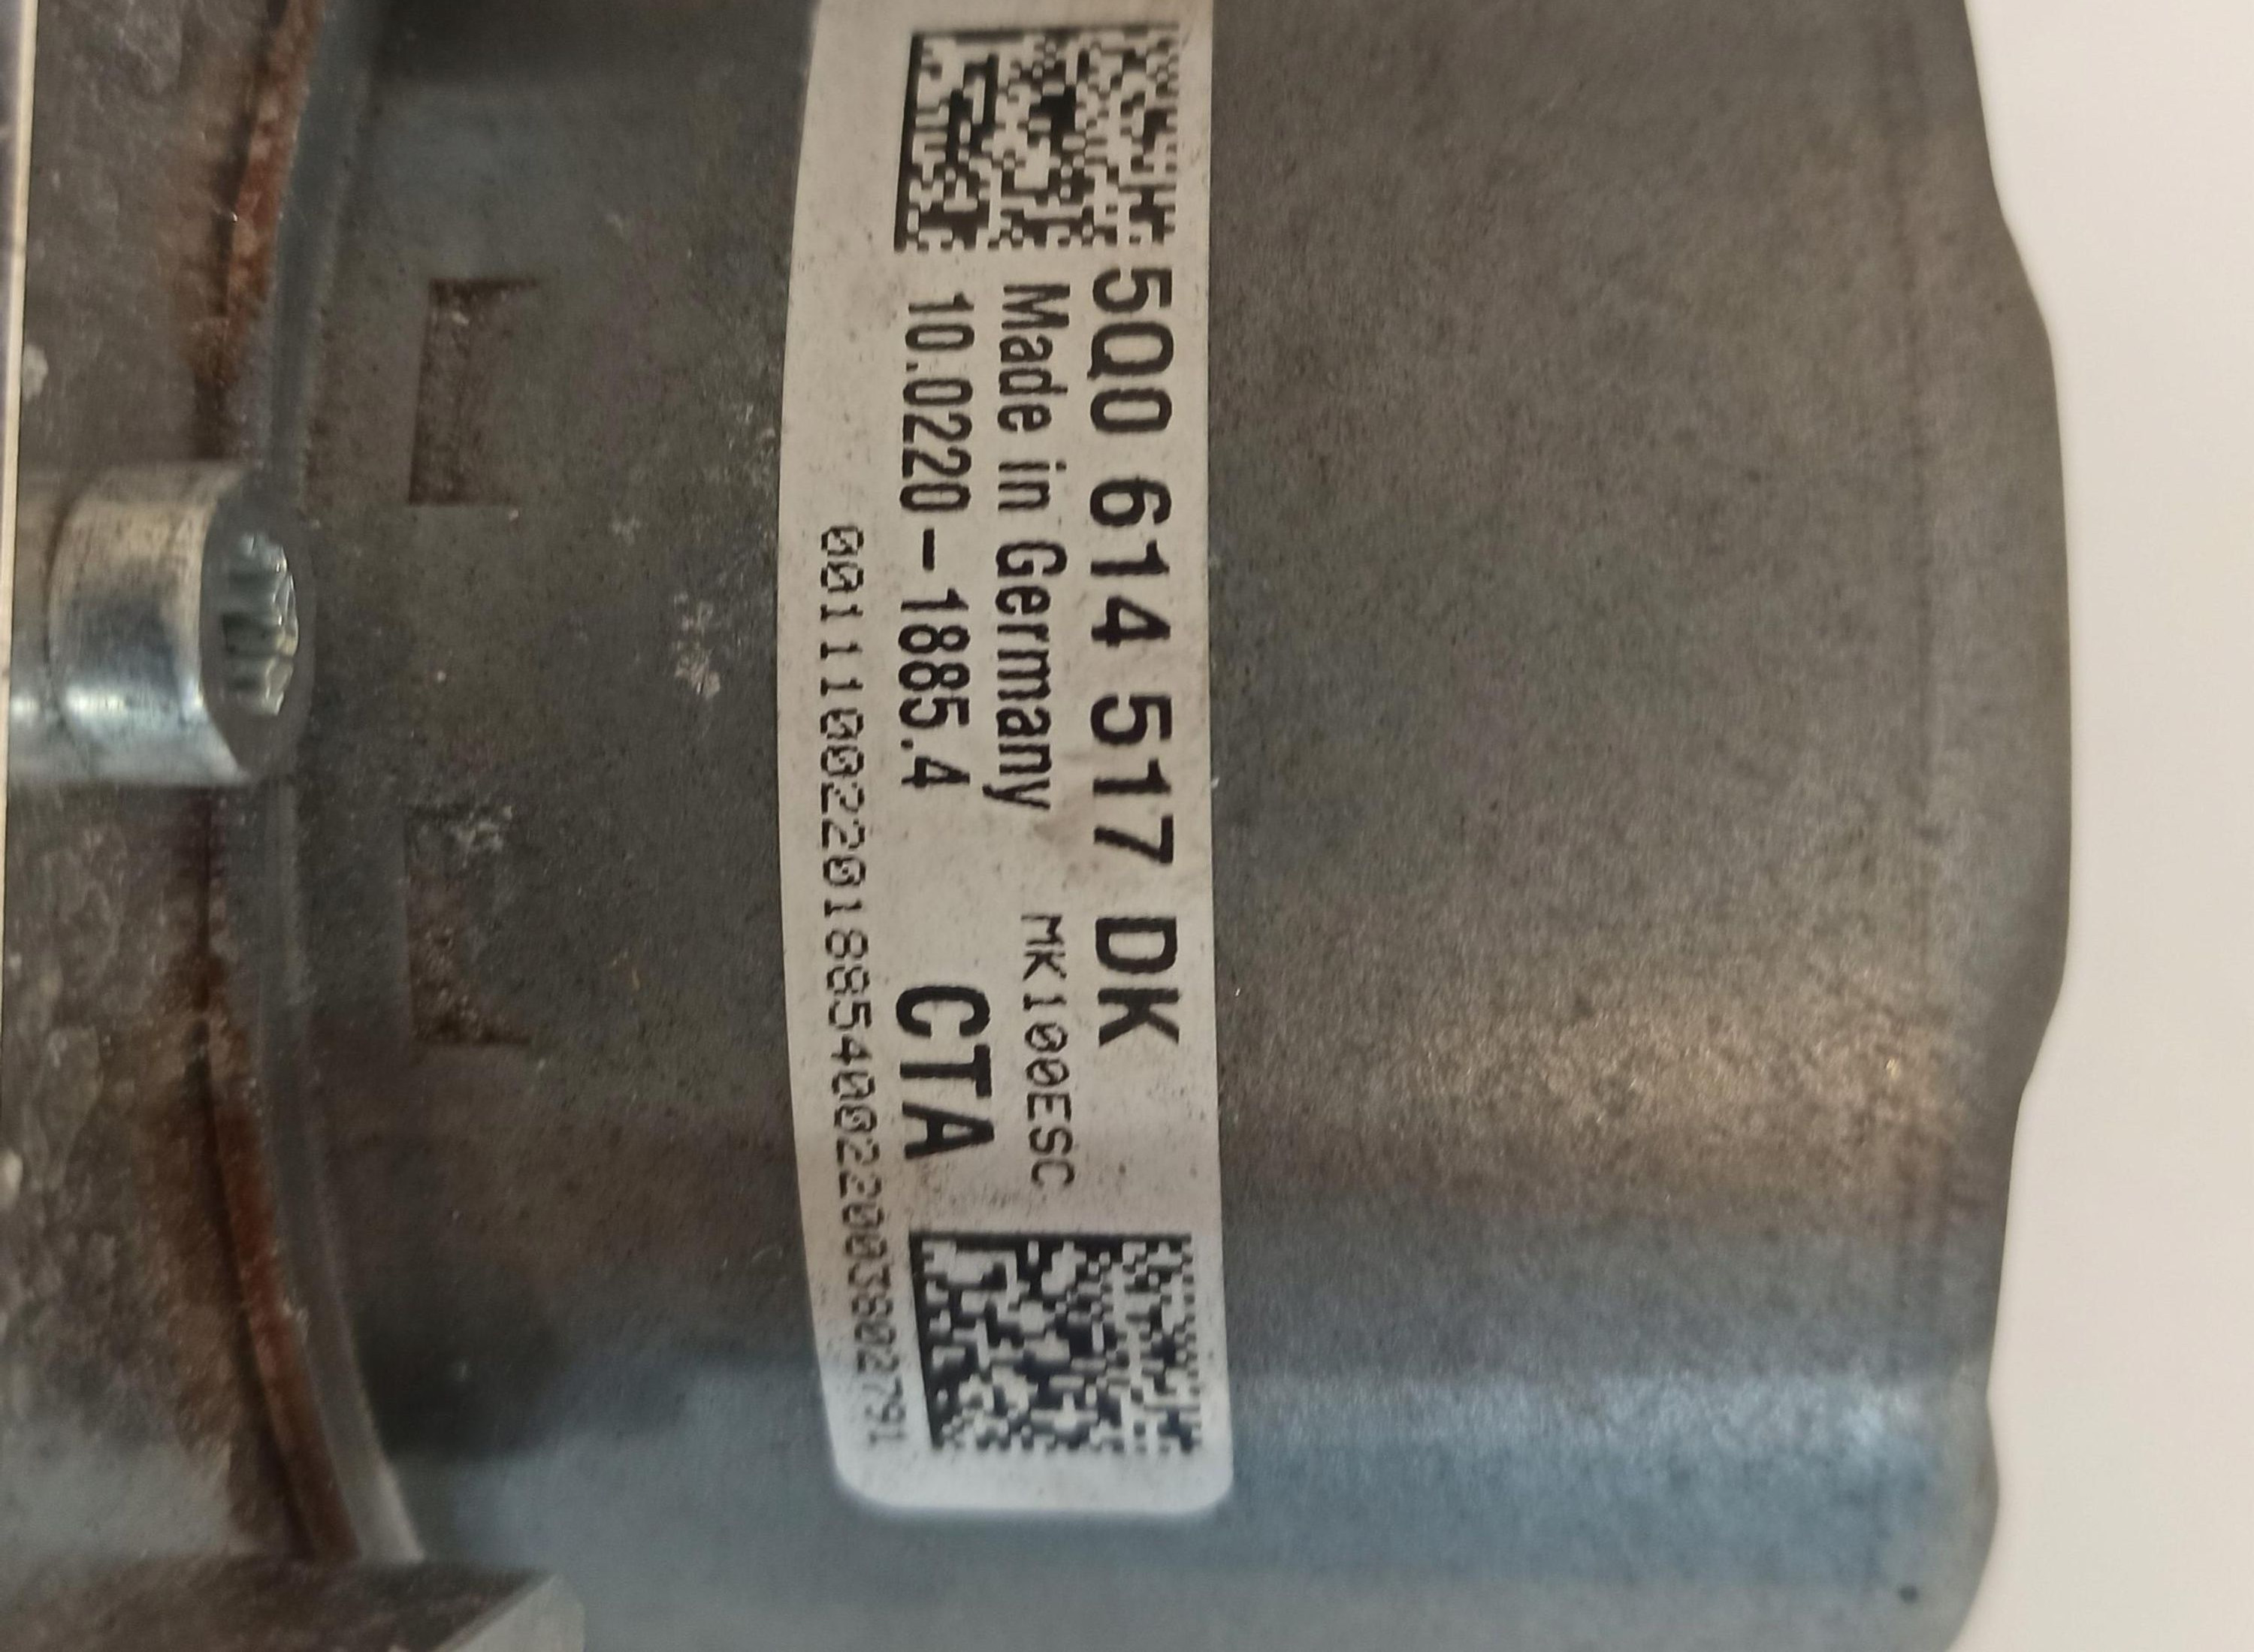 5Q0 614 517 DK
Made in Germany MK100ESC
10.0220-1885.4 CTA
0011100220188540022003802791